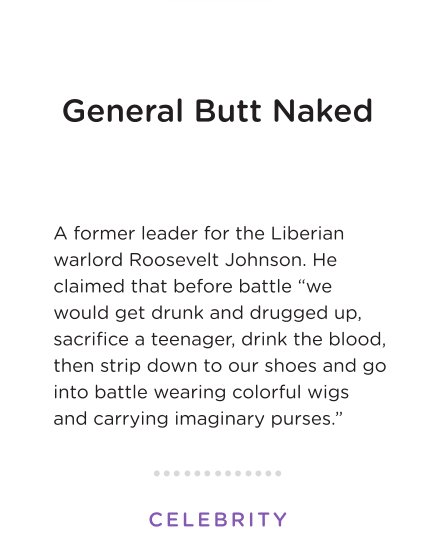 General Butt Naked
A former leader for the Liberian
warlord Roosevelt Johnson. He
claimed that before battle “we
would get drunk and drugged up,
sacrifice a teenager, drink the blood,
then strip down to our shoes and go
into battle wearing colorful wigs
and carrying imaginary purses.”
CELEBRITY